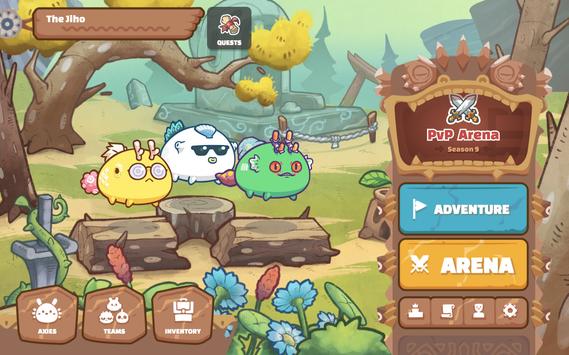 The Jiho
QUESTS
PvP Arena
Season 9
ADVENTURE
ARENA
AXIES
TEAMS
INVENTORY